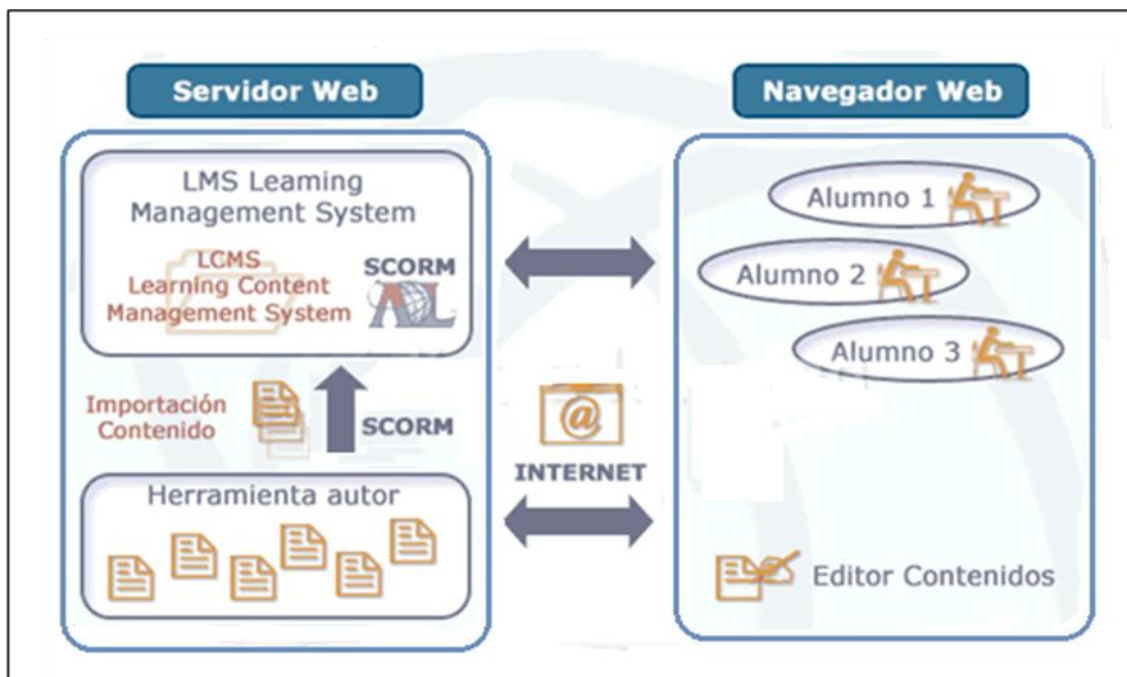 Servidor Web
LMS Leaming
Management System
LCMS
Learning Content
Management System
SCORM
ADL
Importación
Contenido
SCORM
Herramienta autor
@
INTERNET
Navegador Web
Alumno 1
Alumno 2
Alumno 3
Editor Contenidos